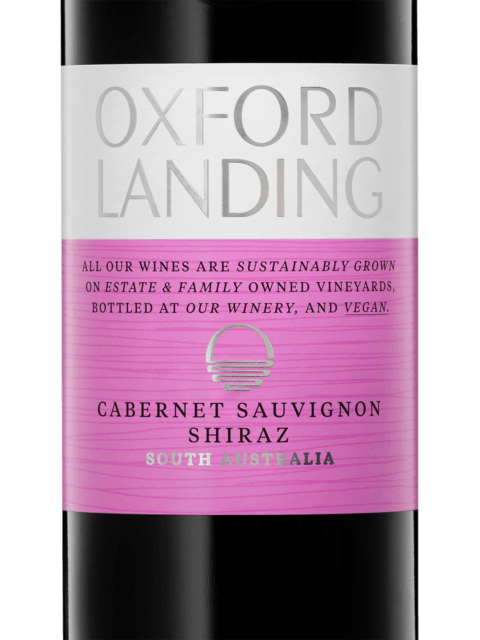 OXFORD
LANDING
ALL OUR WINES ARE SUSTAINABLY GROWN
ON ESTATE & FAMILY OWNED VINEYARDS,
BOTTLED AT OUR WINERY, AND VEGAN.
CABERNET SAUVIGNON
SHIRAZ
SOUTH AUSTRALIA